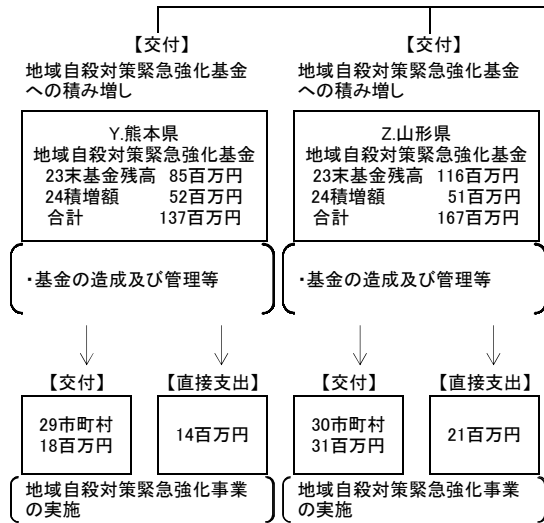 【交付】
地域自殺対策緊急強化基金
への積み増し
Y.熊本県
地域自殺対策緊急強化基金
23末基金残高 85百万円
24積増額 52百万円
合計 137百万円
・基金の造成及び管理等
【交付】
29市町村
18百万円
【直接支出】
14百万円
地域自殺対策緊急強化事業
の実施
【交付】
地域自殺対策緊急強化基金
への積み増し
Z.山形県
地域自殺対策緊急強化基金
23末基金残高 116百万円
24積増額 51百万円
合計 167百万円
・基金の造成及び管理等
【交付】
30市町村
31百万円
【直接支出】
21百万円
地域自殺対策緊急強化事業
の実施